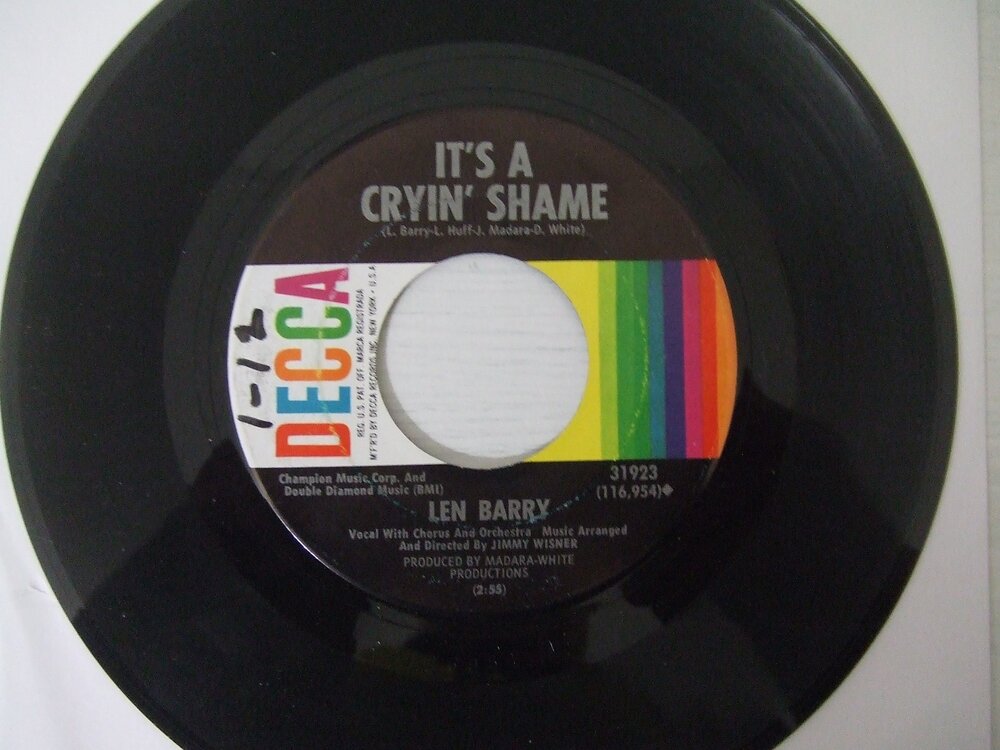 IT'S A
CRYIN' SHAME
(L. Barry-L. Huff-J. Madara-D. White)
DECCA
REG. U.S. PAT. OFF. MARCA REGISTRADA
M'F'R'D BY DECCA RECORDS INC. NEW YORK - U.S.A.
1-12
Champion Music Corp. And
Double Diamond Music (BMI)
31923
(116,954)◆
LEN BARRY
Vocal With Chorus And Orchestra Music Arranged
And Directed By JIMMY WISNER
PRODUCED BY MADARA-WHITE
PRODUCTIONS
(2:55)